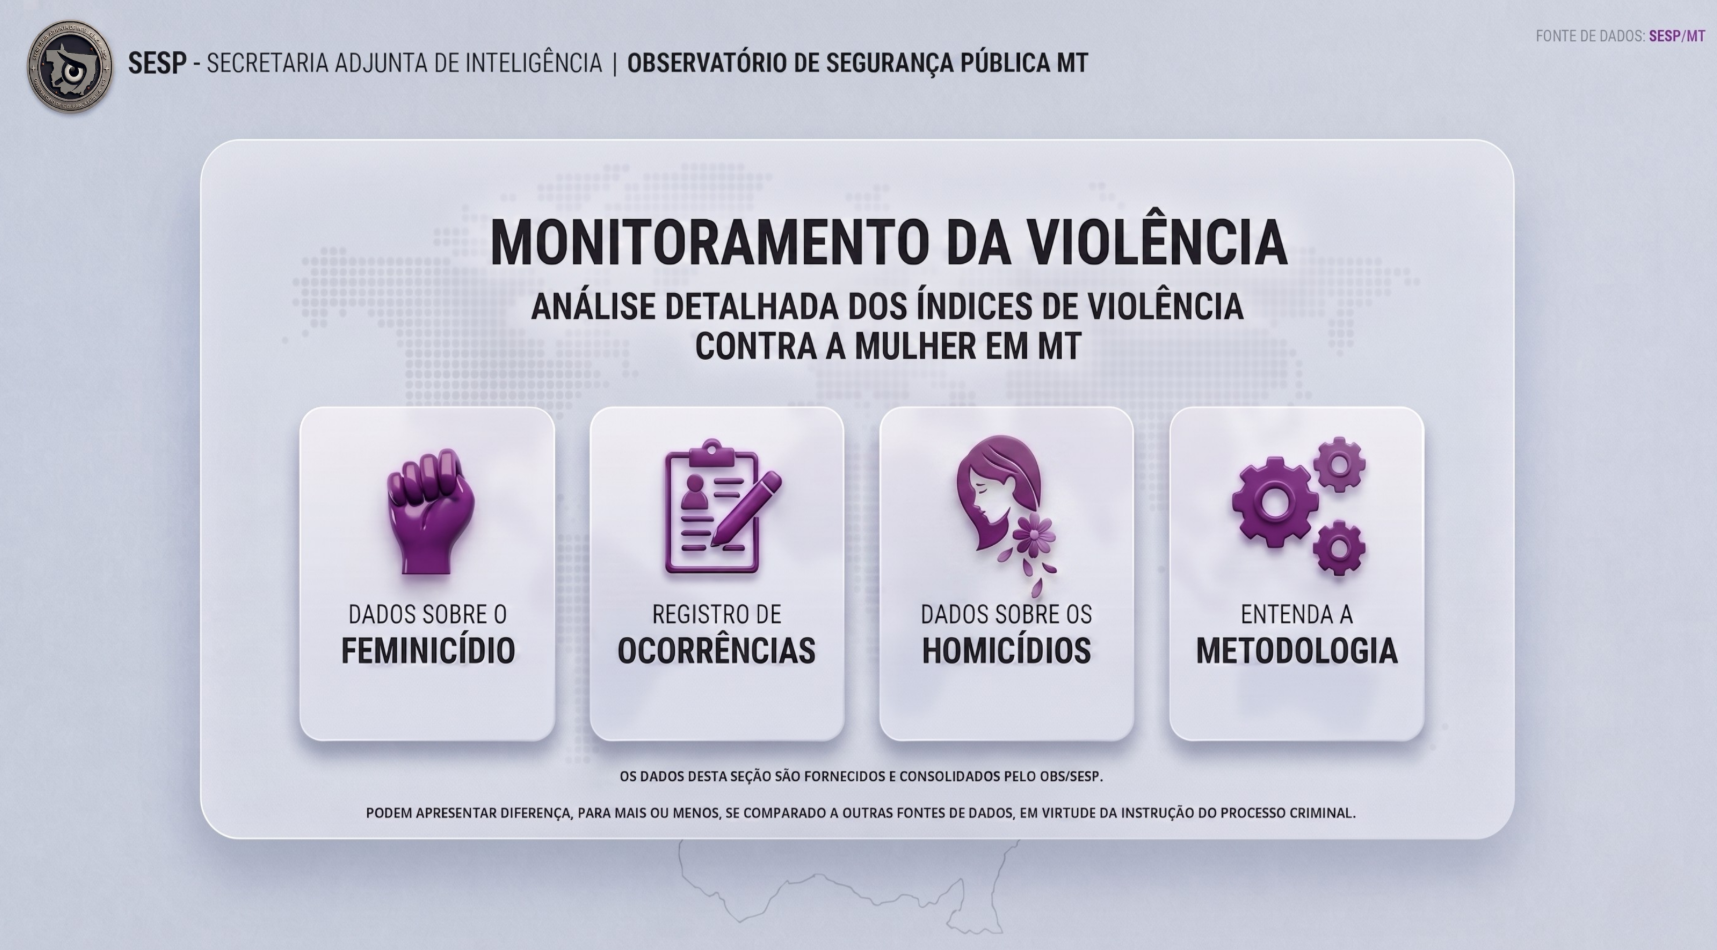 SESP - SECRETARIA ADJUNTA DE INTELIGÊNCIA | OBSERVATÓRIO DE SEGURANÇA PÚBLICA MT
FONTE DE DADOS: SESP/MT
MONITORAMENTO DA VIOLÊNCIA
ANÁLISE DETALHADA DOS ÍNDICES DE VIOLÊNCIA
CONTRA A MULHER EM MT
DADOS SOBRE O
FEMINICÍDIO
REGISTRO DE
OCORRÊNCIAS
DADOS SOBRE OS
HOMICÍDIOS
ENTENDA A
METODOLOGIA
OS DADOS DESTA SEÇÃO SÃO FORNECIDOS E CONSOLIDADOS PELO OBS/SESP.
PODEM APRESENTAR DIFERENÇA, PARA MAIS OU MENOS, SE COMPARADO A OUTRAS FONTES DE DADOS, EM VIRTUDE DA INSTRUÇÃO DO PROCESSO CRIMINAL.